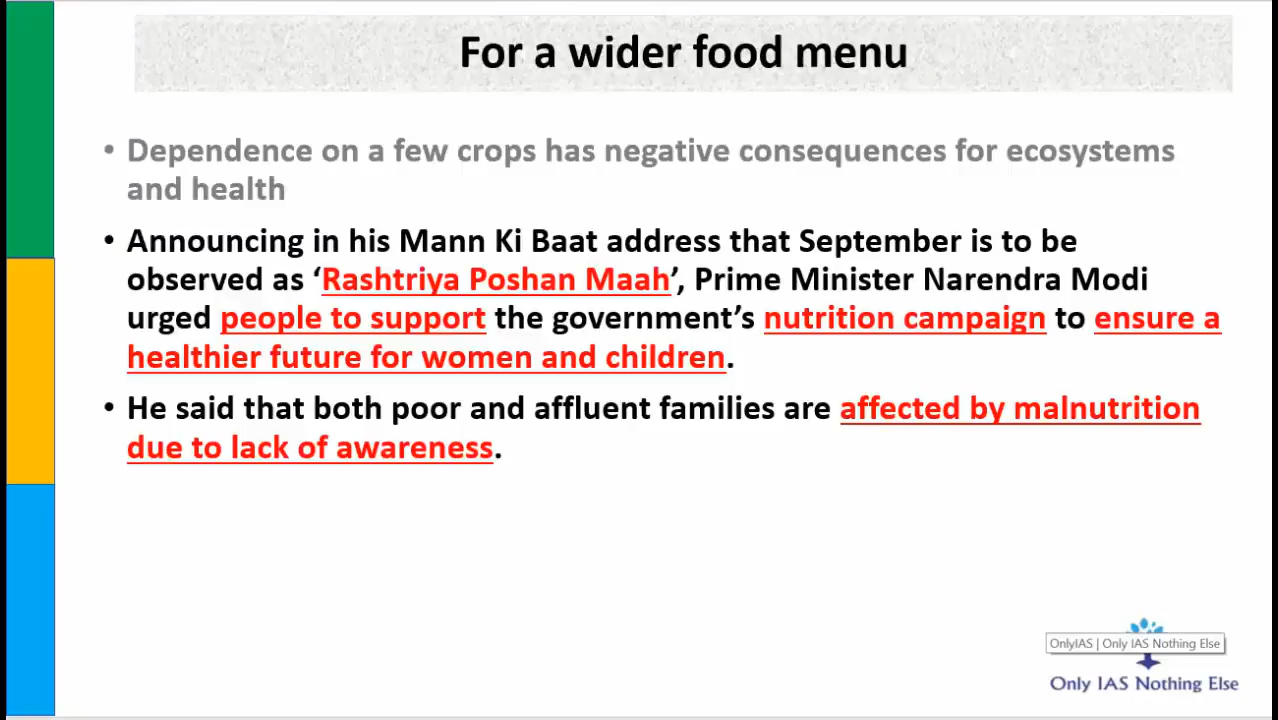 For a wider food menu
• Dependence on a few crops has negative consequences for ecosystems
and health
• Announcing in his Mann Ki Baat address that September is to be
observed as ‘Rashtriya Poshan Maah’, Prime Minister Narendra Modi
urged people to support the government’s nutrition campaign to ensure a
healthier future for women and children.
• He said that both poor and affluent families are affected by malnutrition
due to lack of awareness.
OnlyIAS | Only IAS Nothing Else
Only IAS Nothing Else